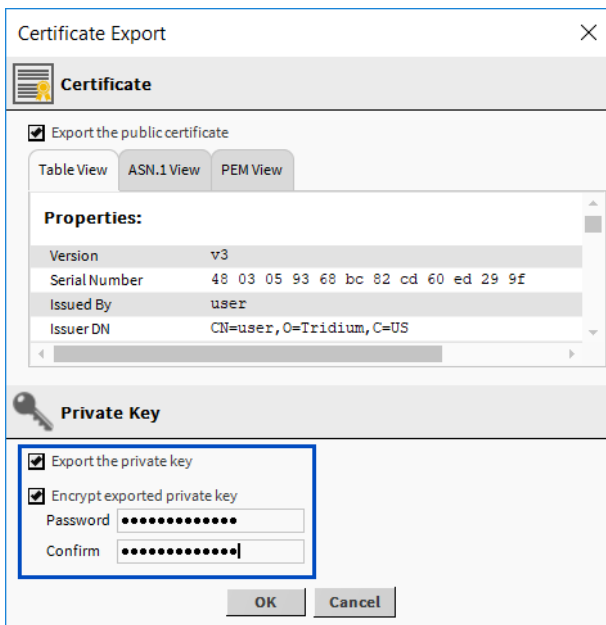 Certificate Export
Certificate
Export the public certificate
Table View ASN.1 View PEM View
Properties:
Version v3
Serial Number 48 03 05 93 68 bc 82 cd 60 ed 29 9f
Issued By user
Issuer DN CN=user,O=Tridium,C=US
Private Key
Export the private key
Encrypt exported private key
Password •••••••••••••
Confirm •••••••••••••
OK Cancel